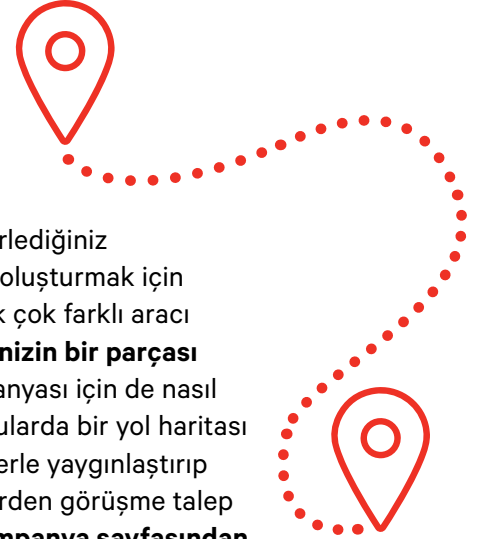 rlediğiniz
oluşturmak için
k çok farklı aracı
nizin bir parçası
anyası için de nasıl
ularda bir yol haritası
erle yaygınlaştırıp
rden görüşme talep
mpanya sayfasından